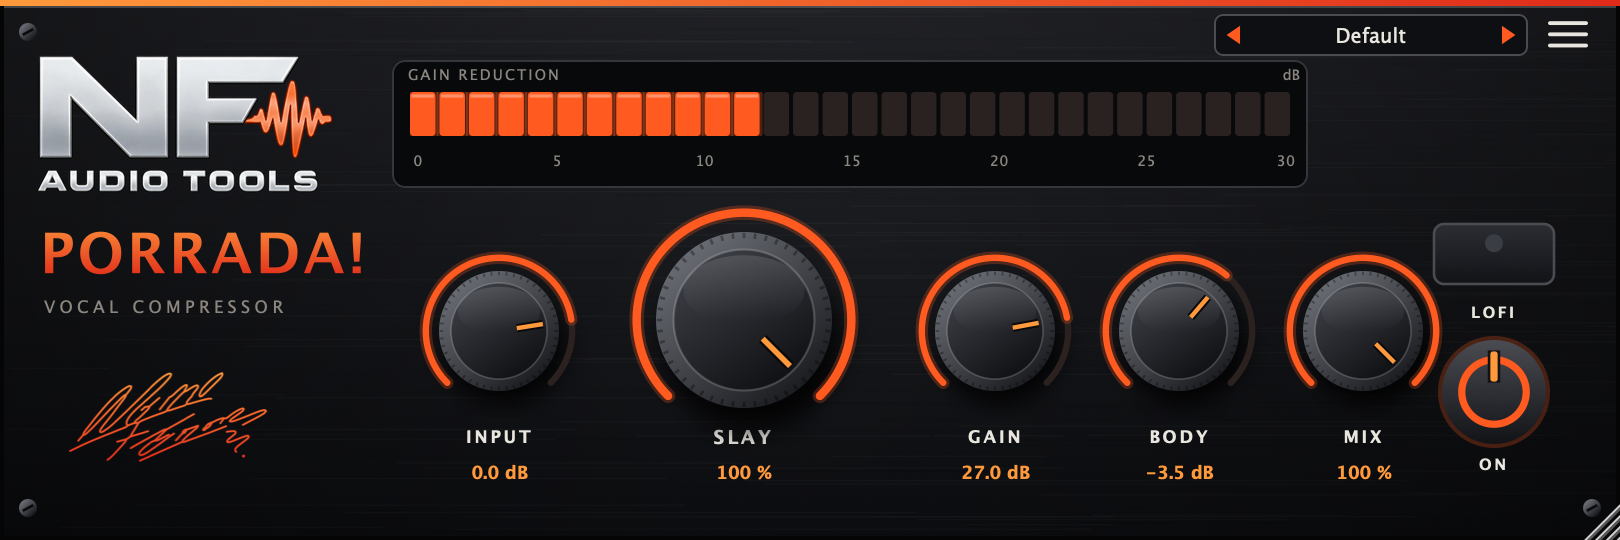 Default
GAIN REDUCTION dB
0 5 10 15 20 25 30
NF
AUDIO TOOLS
PORRADA!
VOCAL COMPRESSOR
LOFI
INPUT SLAY GAIN BODY MIX
0.0 dB 100 % 27.0 dB −3.5 dB 100 %
ON